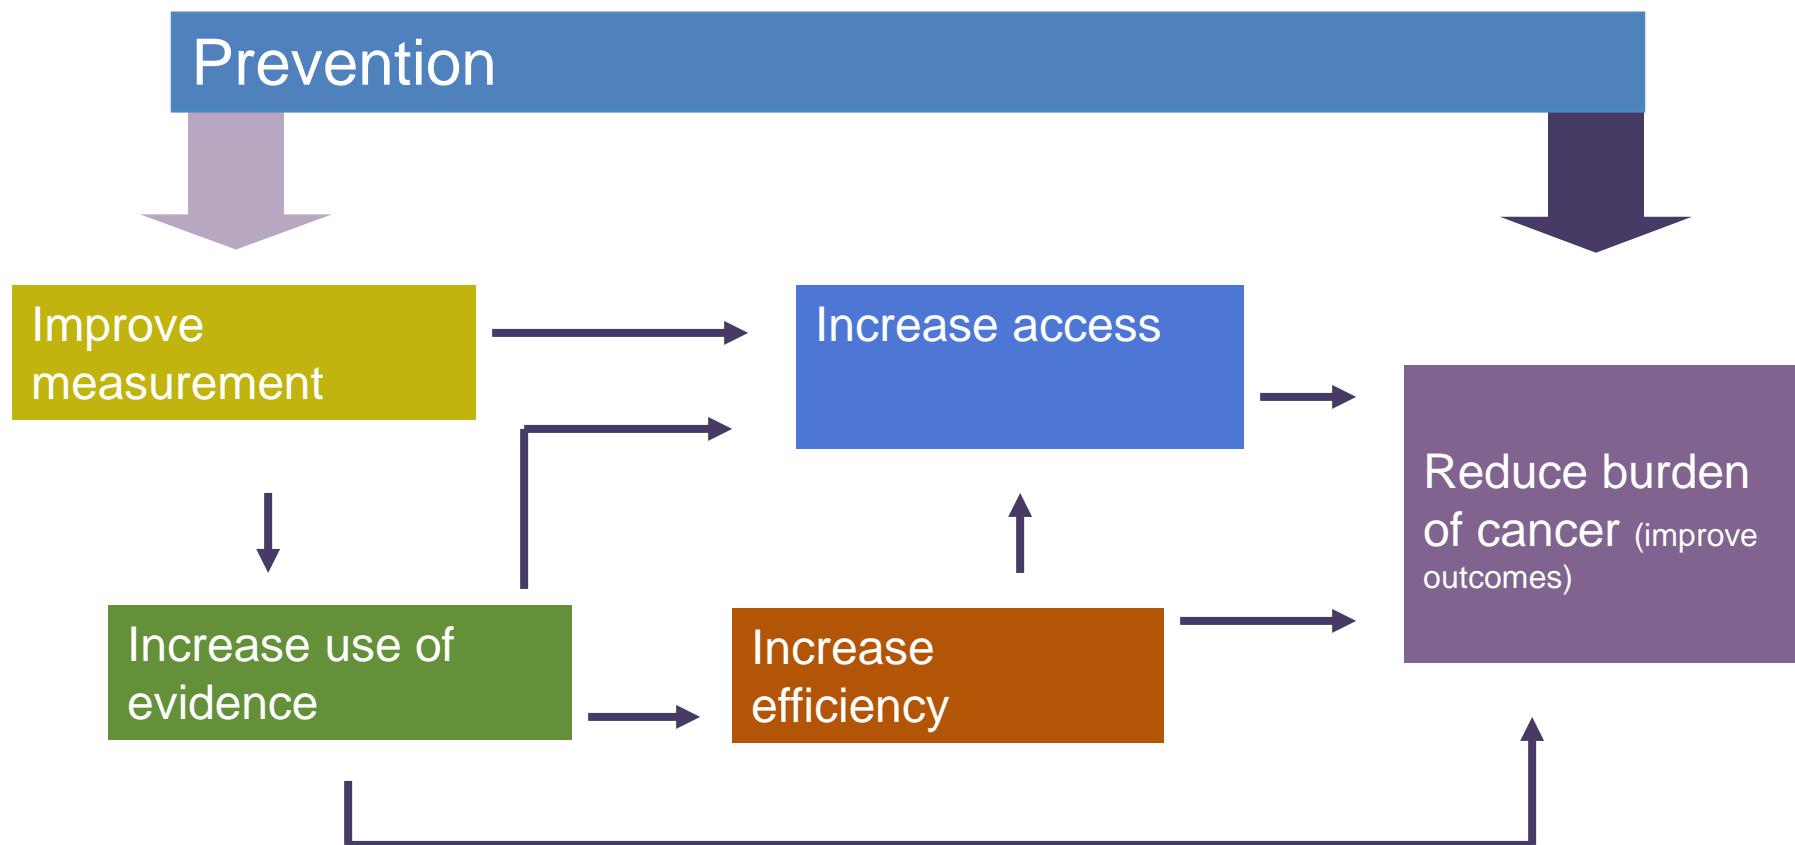 Prevention
Improve
measurement
Increase access
Reduce burden
of cancer (improve
outcomes)
Increase use of
evidence
Increase
efficiency